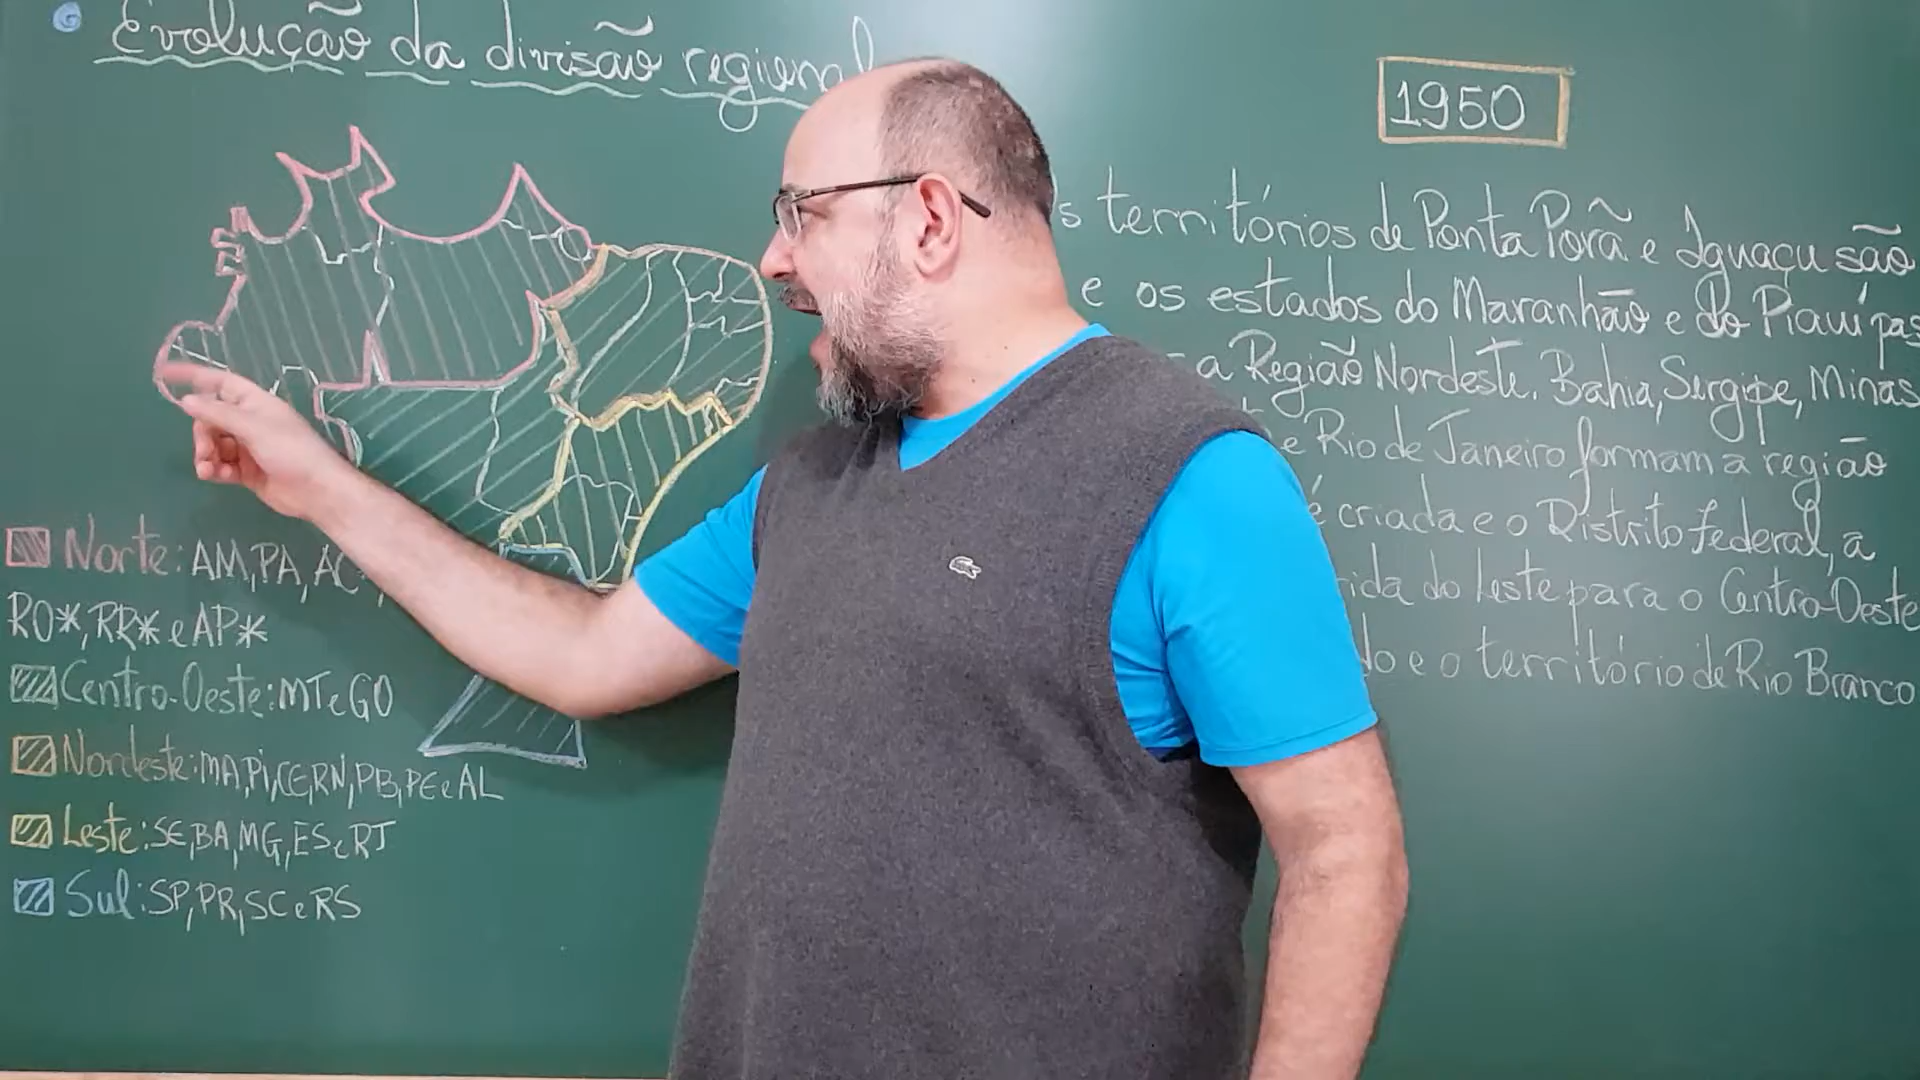 Evolução da divisão regional
1950
territórios de Ponta Porã e Iguaçu são
e os estados do Maranhão e do Piauí pas
a Região Nordeste. Bahia, Sergipe, Minas
e Rio de Janeiro formam a região
é criada e o Distrito Federal, a
do Leste para o Centro-Oeste
e o território de Rio Branco
Norte: AM, PA, AC
RO*, RR* e AP*
Centro-Oeste: MT e GO
Nordeste: MA, PI, CE, RN, PB, PE e AL
Leste: SE, BA, MG, ES e RJ
Sul: SP, PR, SC e RS